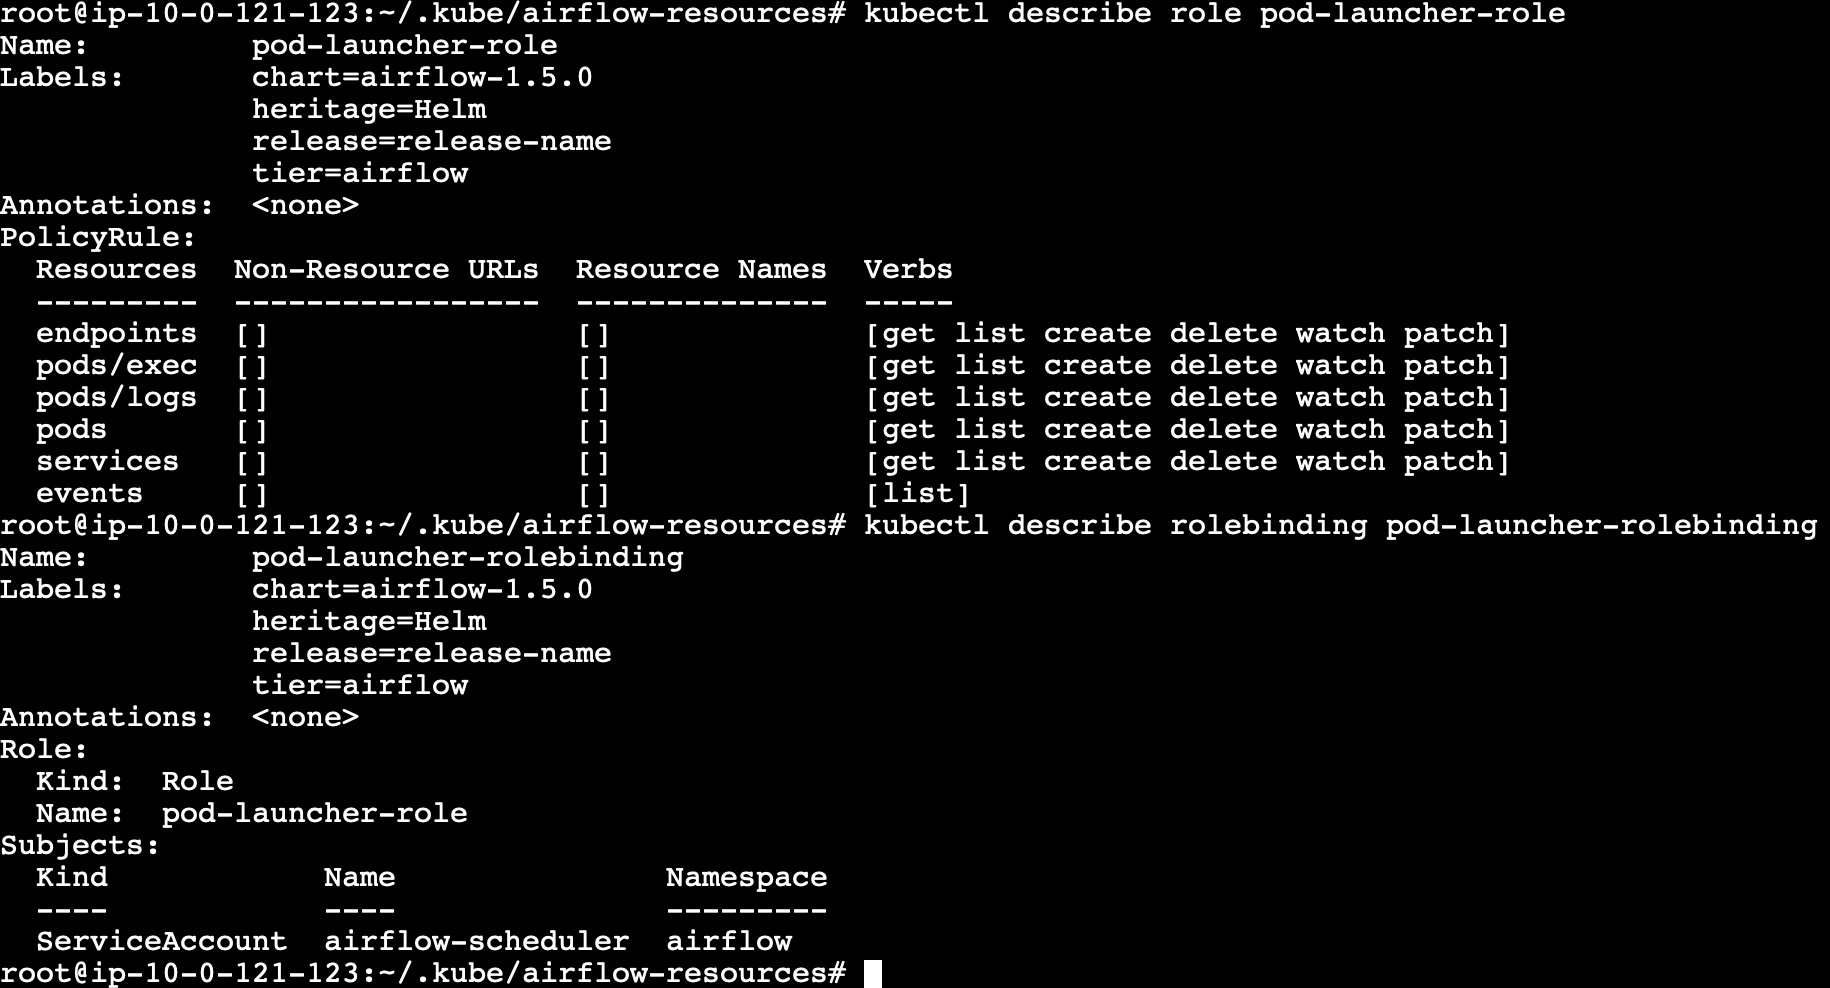 root@ip-10-0-121-123:~/.kube/airflow-resources# kubectl describe role pod-launcher-role
Name:         pod-launcher-role
Labels:       chart=airflow-1.5.0
              heritage=Helm
              release=release-name
              tier=airflow
Annotations:  <none>
PolicyRule:
  Resources  Non-Resource URLs  Resource Names  Verbs
  ---------  -----------------  --------------  -----
  endpoints  []                 []              [get list create delete watch patch]
  pods/exec  []                 []              [get list create delete watch patch]
  pods/logs  []                 []              [get list create delete watch patch]
  pods       []                 []              [get list create delete watch patch]
  services   []                 []              [get list create delete watch patch]
  events     []                 []              [list]
root@ip-10-0-121-123:~/.kube/airflow-resources# kubectl describe rolebinding pod-launcher-rolebinding
Name:         pod-launcher-rolebinding
Labels:       chart=airflow-1.5.0
              heritage=Helm
              release=release-name
              tier=airflow
Annotations:  <none>
Role:
  Kind:  Role
  Name:  pod-launcher-role
Subjects:
  Kind            Name               Namespace
  ----            ----               ---------
  ServiceAccount  airflow-scheduler  airflow
root@ip-10-0-121-123:~/.kube/airflow-resources#